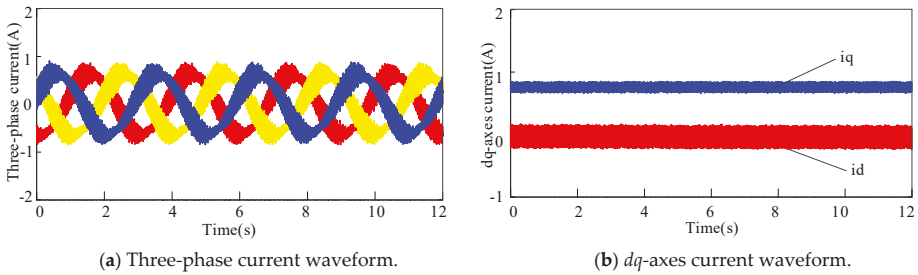 Three-phase current(A)
2
1
0
-1
-2
0 2 4 6 8 10 12
Time(s)
(a) Three-phase current waveform.
dq-axes current(A)
2
1
0
-1
iq
id
0 2 4 6 8 10 12
Time(s)
(b) dq-axes current waveform.